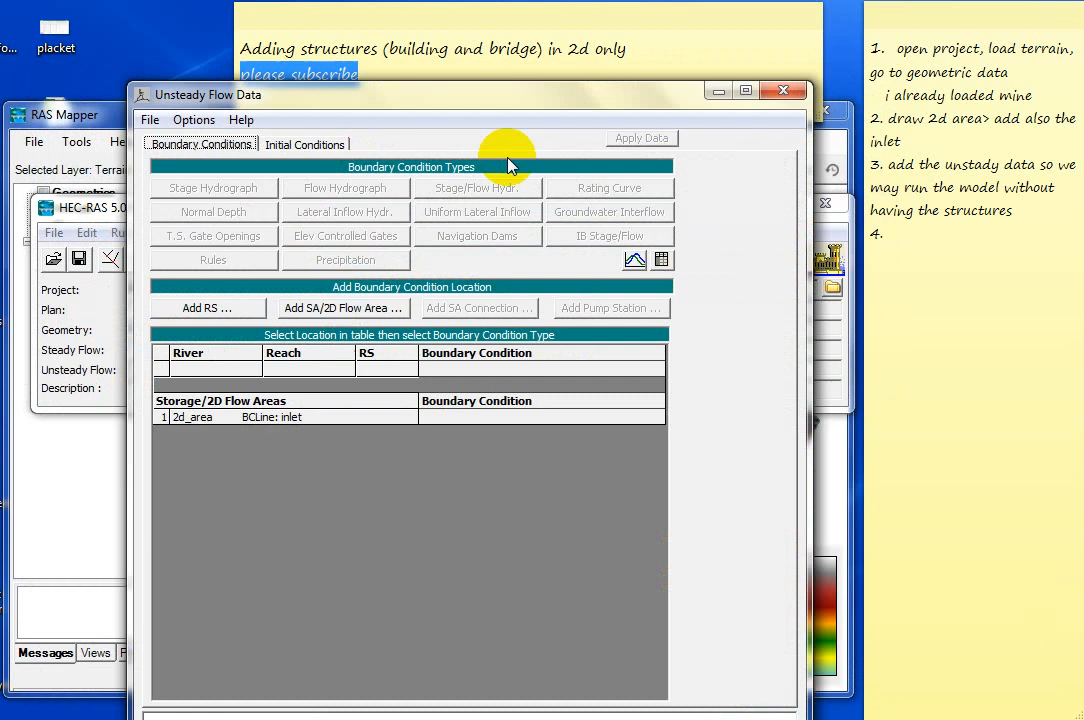 fo...
placket
Adding structures (building and bridge) in 2d only
please subscribe
1. open project, load terrain,
go to geometric data
i already loaded mine
2. draw 2d area> add also the
inlet
3. add the unstady data so we
may run the model without
having the structures
4.
RAS Mapper
File Tools He
Selected Layer: Terrai
Geometries
HEC-RAS 5.0
File Edit Ru
Project:
Plan:
Geometry:
Steady Flow:
Unsteady Flow:
Description :
Messages Views P
Unsteady Flow Data
File Options Help
Boundary Conditions Initial Conditions Apply Data
Boundary Condition Types
Stage Hydrograph Flow Hydrograph Stage/Flow Hydr. Rating Curve
Normal Depth Lateral Inflow Hydr. Uniform Lateral Inflow Groundwater Interflow
T.S. Gate Openings Elev Controlled Gates Navigation Dams IB Stage/Flow
Rules Precipitation
Add Boundary Condition Location
Add RS ... Add SA/2D Flow Area ... Add SA Connection ... Add Pump Station ...
Select Location in table then select Boundary Condition Type
River Reach RS Boundary Condition
Storage/2D Flow Areas Boundary Condition
1 2d_area BCLine: inlet